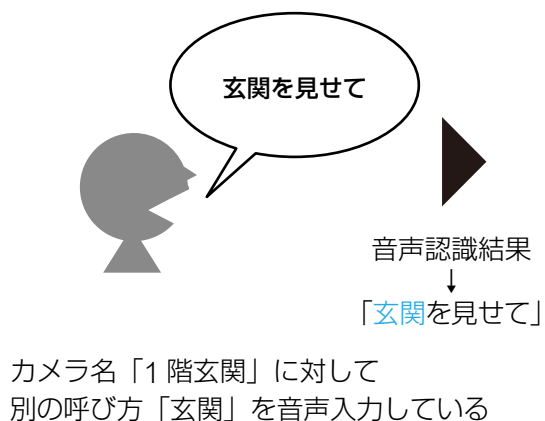 玄関を見せて
音声認識結果
↓
「玄関を見せて」
カメラ名「1 階玄関」に対して
別の呼び方「玄関」を音声入力している